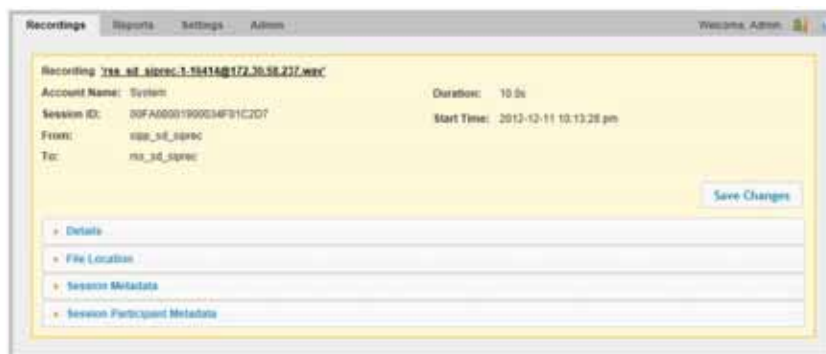 Recordings Reports Settings Admin Welcome, Admin
Recording 'rss_sd_siprec-1-16414@172.30.58.237.wav'
Account Name: System Duration: 10.0s
Session ID: Start Time: 2012-12-11 10:13:28 pm
From: sipp_sd_siprec
To: rss_sd_siprec
Save Changes
Details
File Location
Session Metadata
Session Participant Metadata